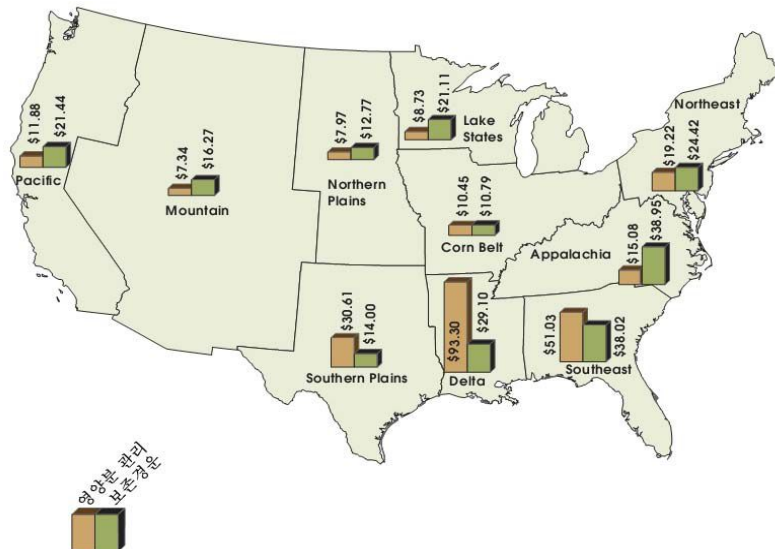 $11.88
$21.44
Pacific
$7.34
$16.27
Mountain
$7.97
$12.77
Northern
Plains
$8.73
$21.11
Lake
States
$10.45
$10.79
Corn Belt
Northeast
$19.22
$24.42
Appalachia
$15.08
$38.95
$30.61
$14.00
Southern Plains
$93.30
$29.10
Delta
$51.03
$38.02
Southeast
영양분 관리
보존경운